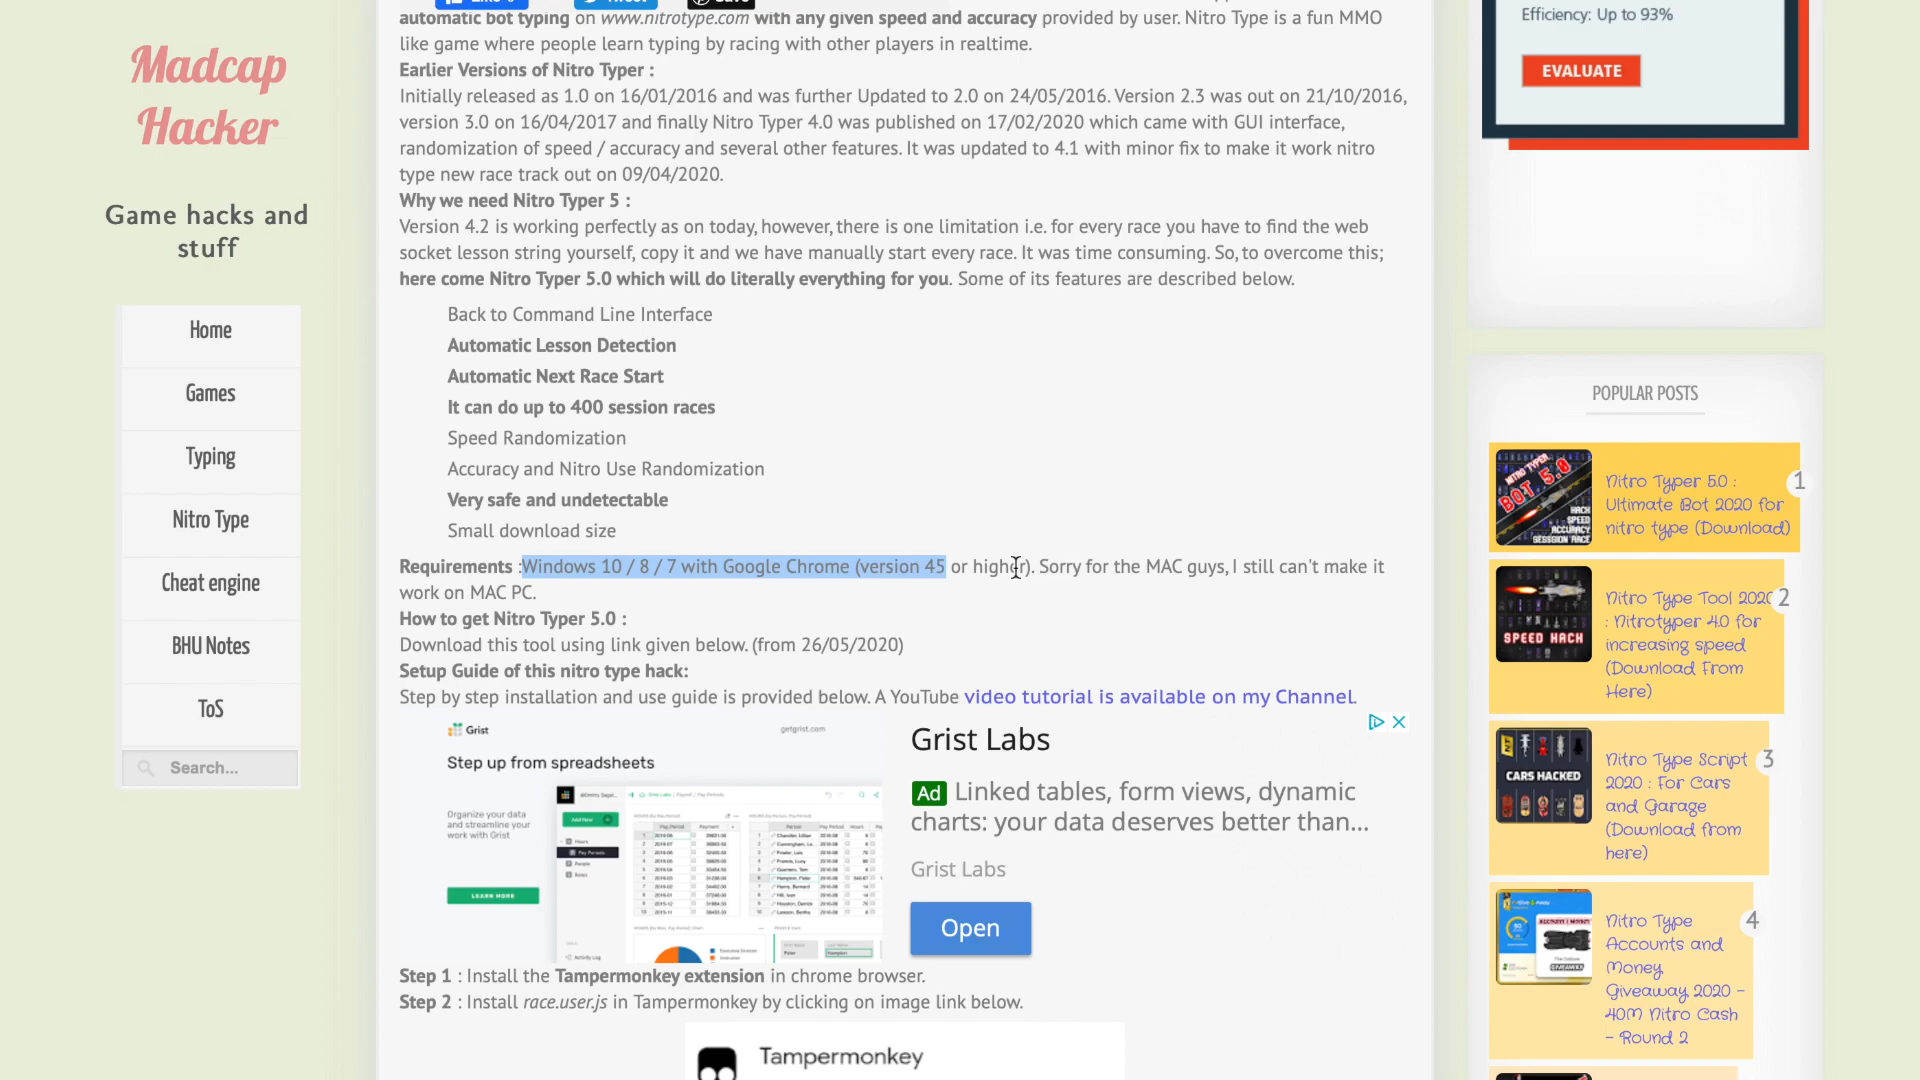 Madcap
Hacker
Game hacks and
stuff
Home
Games
Typing
Nitro Type
Cheat engine
BHU Notes
ToS
Search...
automatic bot typing on www.nitrotype.com with any given speed and accuracy provided by user. Nitro Type is a fun MMO
like game where people learn typing by racing with other players in realtime.
Earlier Versions of Nitro Typer :
Initially released as 1.0 on 16/01/2016 and was further Updated to 2.0 on 24/05/2016. Version 2.3 was out on 21/10/2016,
version 3.0 on 16/04/2017 and finally Nitro Typer 4.0 was published on 17/02/2020 which came with GUI interface,
randomization of speed / accuracy and several other features. It was updated to 4.1 with minor fix to make it work nitro
type new race track out on 09/04/2020.
Why we need Nitro Typer 5 :
Version 4.2 is working perfectly as on today, however, there is one limitation i.e. for every race you have to find the web
socket lesson string yourself, copy it and we have manually start every race. It was time consuming. So, to overcome this;
here come Nitro Typer 5.0 which will do literally everything for you. Some of its features are described below.
Back to Command Line Interface
Automatic Lesson Detection
Automatic Next Race Start
It can do up to 400 session races
Speed Randomization
Accuracy and Nitro Use Randomization
Very safe and undetectable
Small download size
Requirements :Windows 10 / 8 / 7 with Google Chrome (version 45 or higher). Sorry for the MAC guys, I still can't make it
work on MAC PC.
How to get Nitro Typer 5.0 :
Download this tool using link given below. (from 26/05/2020)
Setup Guide of this nitro type hack:
Step by step installation and use guide is provided below. A YouTube video tutorial is available on my Channel.
Grist
getgrist.com
Step up from spreadsheets
Organize your data
and streamline your
work with Grist
LEARN MORE
Grist Labs
Ad Linked tables, form views, dynamic
charts: your data deserves better than...
Grist Labs
Open
Step 1 : Install the Tampermonkey extension in chrome browser.
Step 2 : Install race.user.js in Tampermonkey by clicking on image link below.
Tampermonkey
Efficiency: Up to 93%
EVALUATE
POPULAR POSTS
NITRO TYPER
BOT 5.0
HACK
SPEED
ACCURACY
Nitro Typer 5.0 :
Ultimate Bot 2020 for
nitro type (Download)
1
SPEED HACK
Nitro Type Tool 2020
: Nitrotyper 4.0 for
increasing speed
(Download From
Here)
2
CARS HACKED
Nitro Type Script
2020 : For Cars
and Garage
(Download from
here)
3
Nitro Type
Accounts and
Money
Giveaway 2020 -
40M Nitro Cash
- Round 2
4